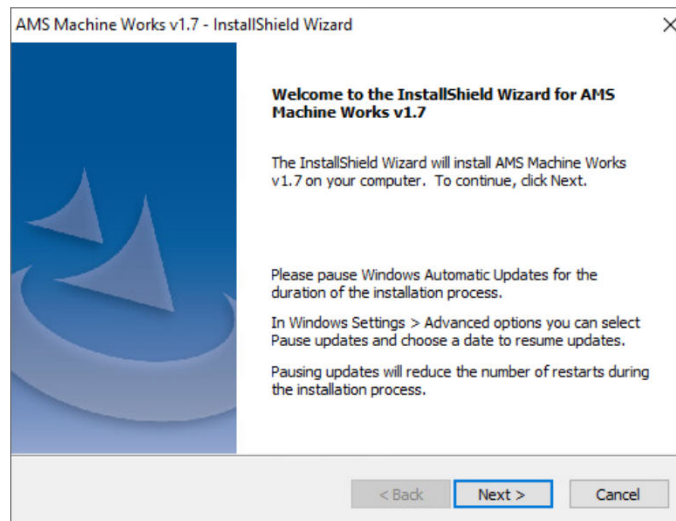 AMS Machine Works v1.7 - InstallShield Wizard
Welcome to the InstallShield Wizard for AMS
Machine Works v1.7
The InstallShield Wizard will install AMS Machine Works
v1.7 on your computer. To continue, click Next.
Please pause Windows Automatic Updates for the
duration of the installation process.
In Windows Settings > Advanced options you can select
Pause updates and choose a date to resume updates.
Pausing updates will reduce the number of restarts during
the installation process.
< Back Next > Cancel